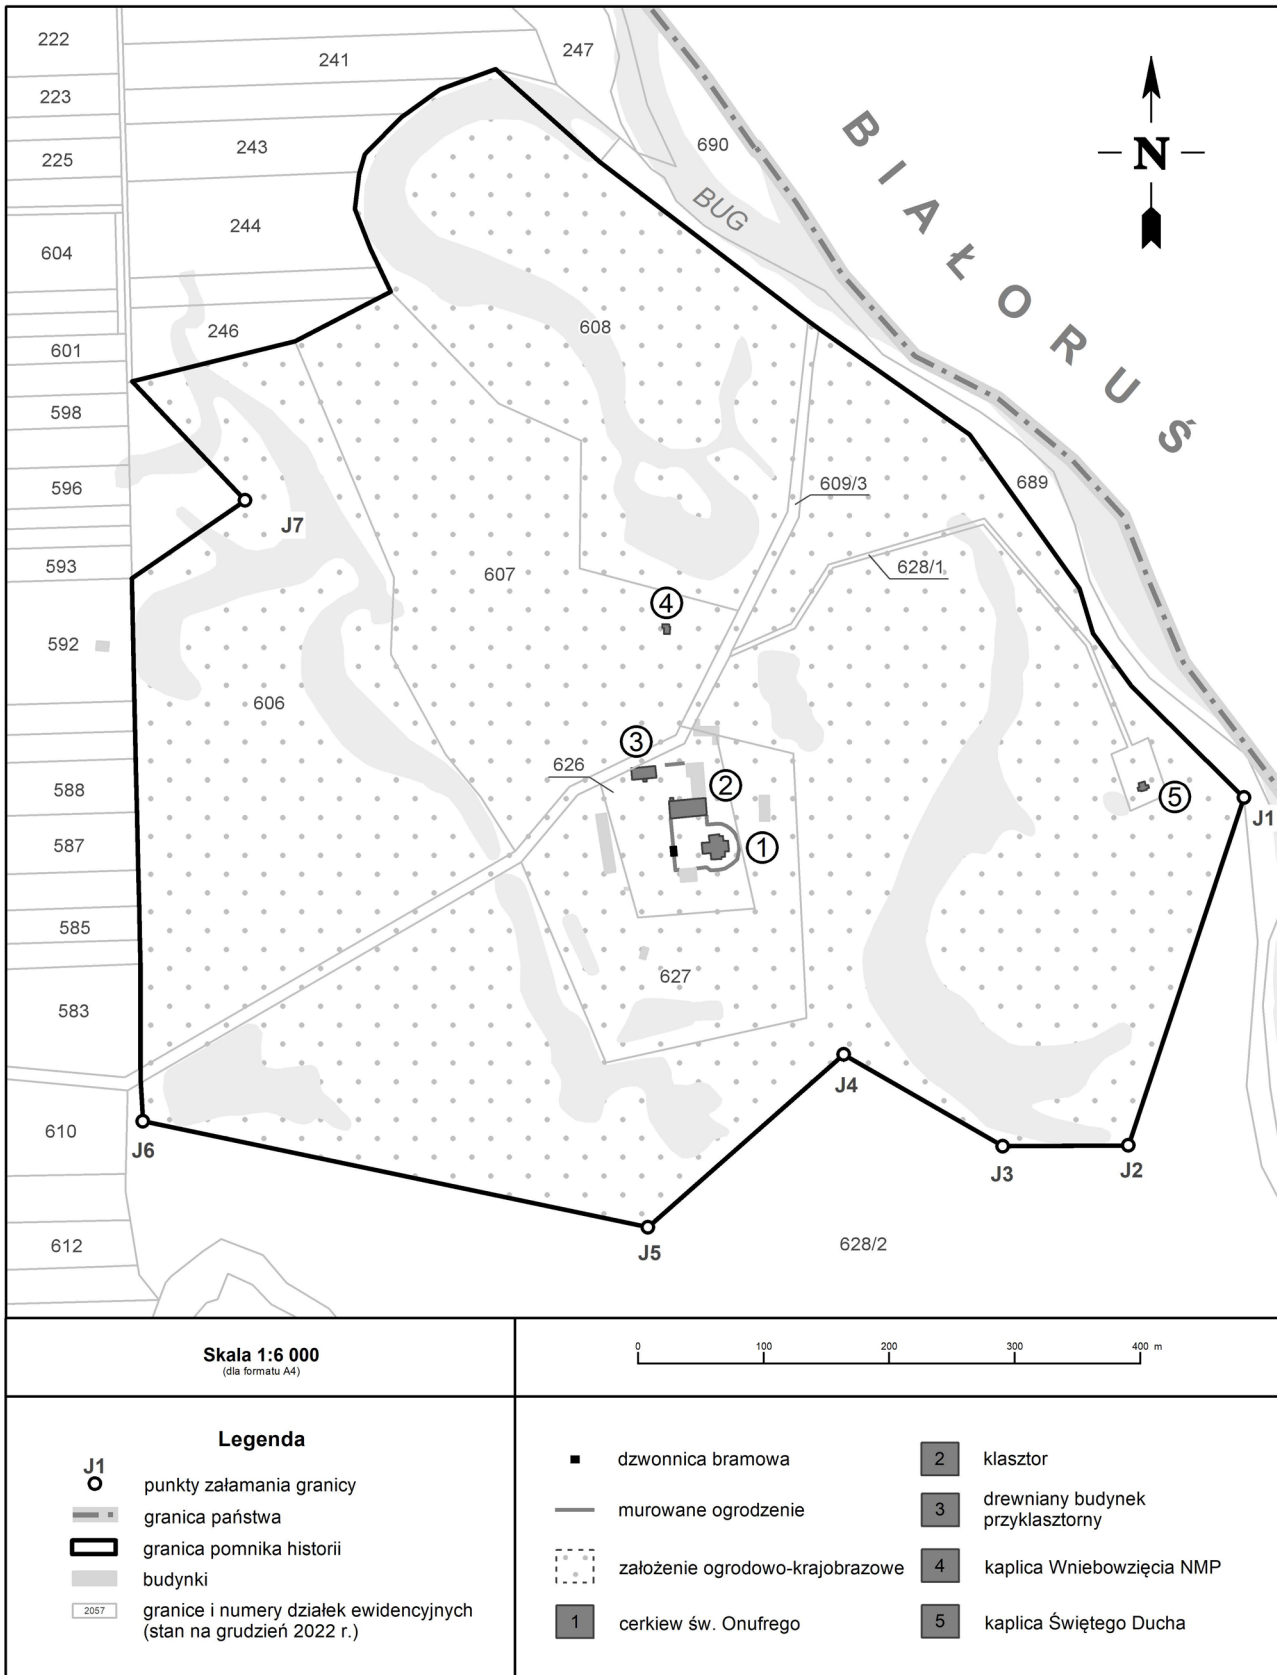 222
241
247
223
243
225
690
BUG
BIAŁORUŚ
N
244
604
246
608
601
598
596
609/3
689
J7
593
607
628/1
4
592
606
3
626
2
588
5
J1
587
1
585
627
583
J4
610
J6
J3
J2
J5
628/2
612
Skala 1:6 000
(dla formatu A4)
0 100 200 300 400 m
Legenda
J1
punkty załamania granicy
granica państwa
granica pomnika historii
budynki
2057
granice i numery działek ewidencyjnych
(stan na grudzień 2022 r.)
dzwonnica bramowa
murowane ogrodzenie
założenie ogrodowo-krajobrazowe
1 cerkiew św. Onufrego
2 klasztor
3 drewniany budynek
przyklasztorny
4 kaplica Wniebowzięcia NMP
5 kaplica Świętego Ducha